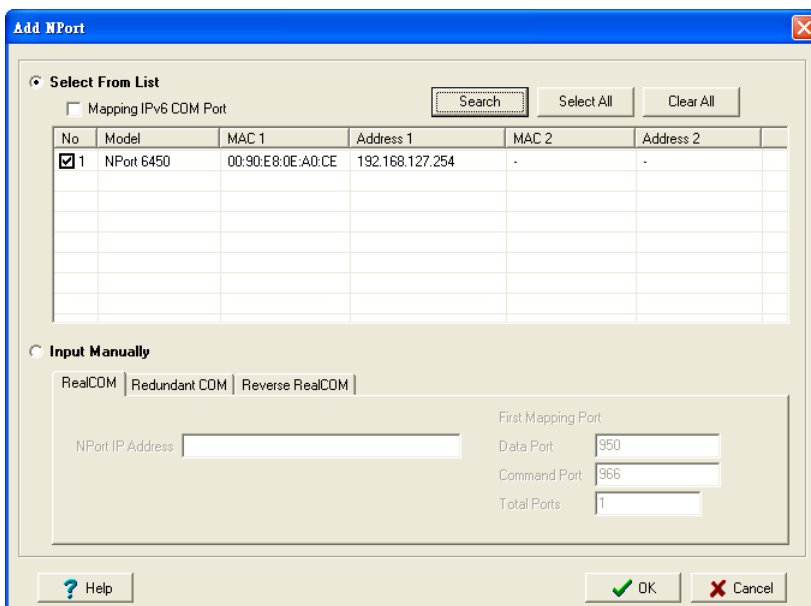 Add NPort
Select From List
Mapping IPv6 COM Port
Search
Select All
Clear All
No Model MAC 1 Address 1 MAC 2 Address 2
1 NPort 6450 00:90:E8:0E:A0:CE 192.168.127.254 - -
Input Manually
RealCOM Redundant COM Reverse RealCOM
First Mapping Port
NPort IP Address
Data Port 950
Command Port 966
Total Ports 1
? Help
OK
Cancel